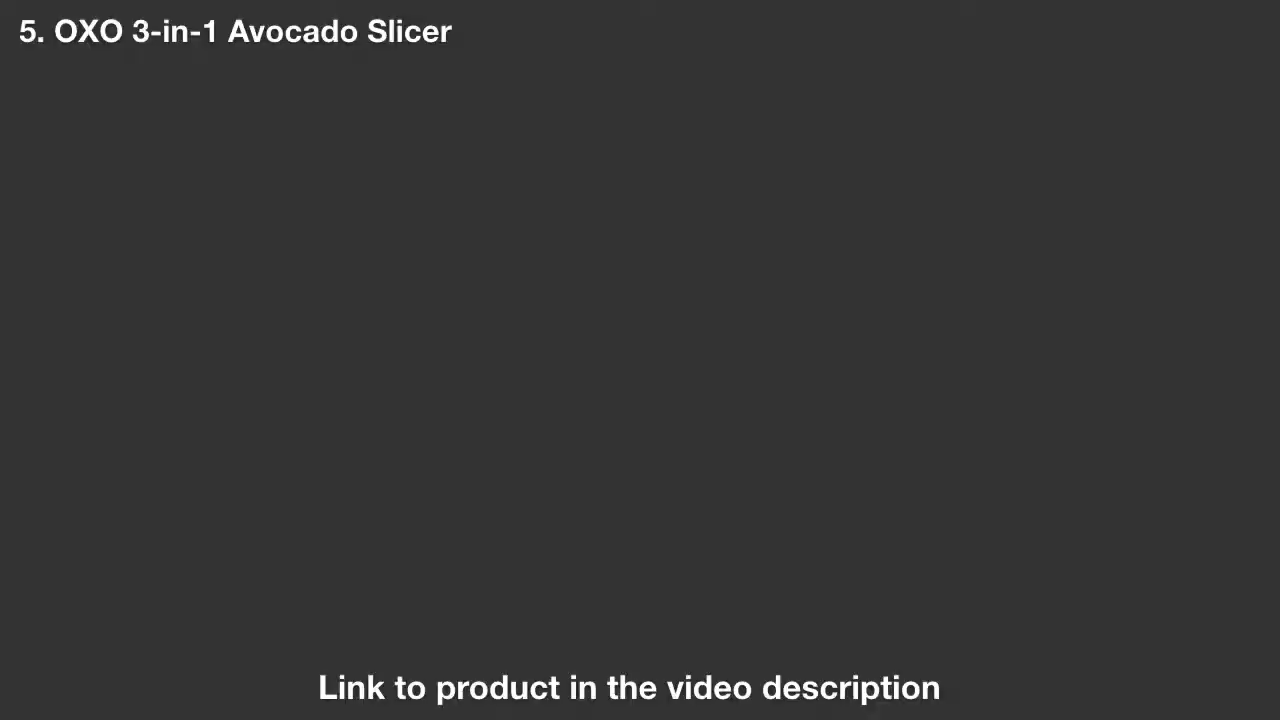 5. OXO 3-in-1 Avocado Slicer
Link to product in the video description